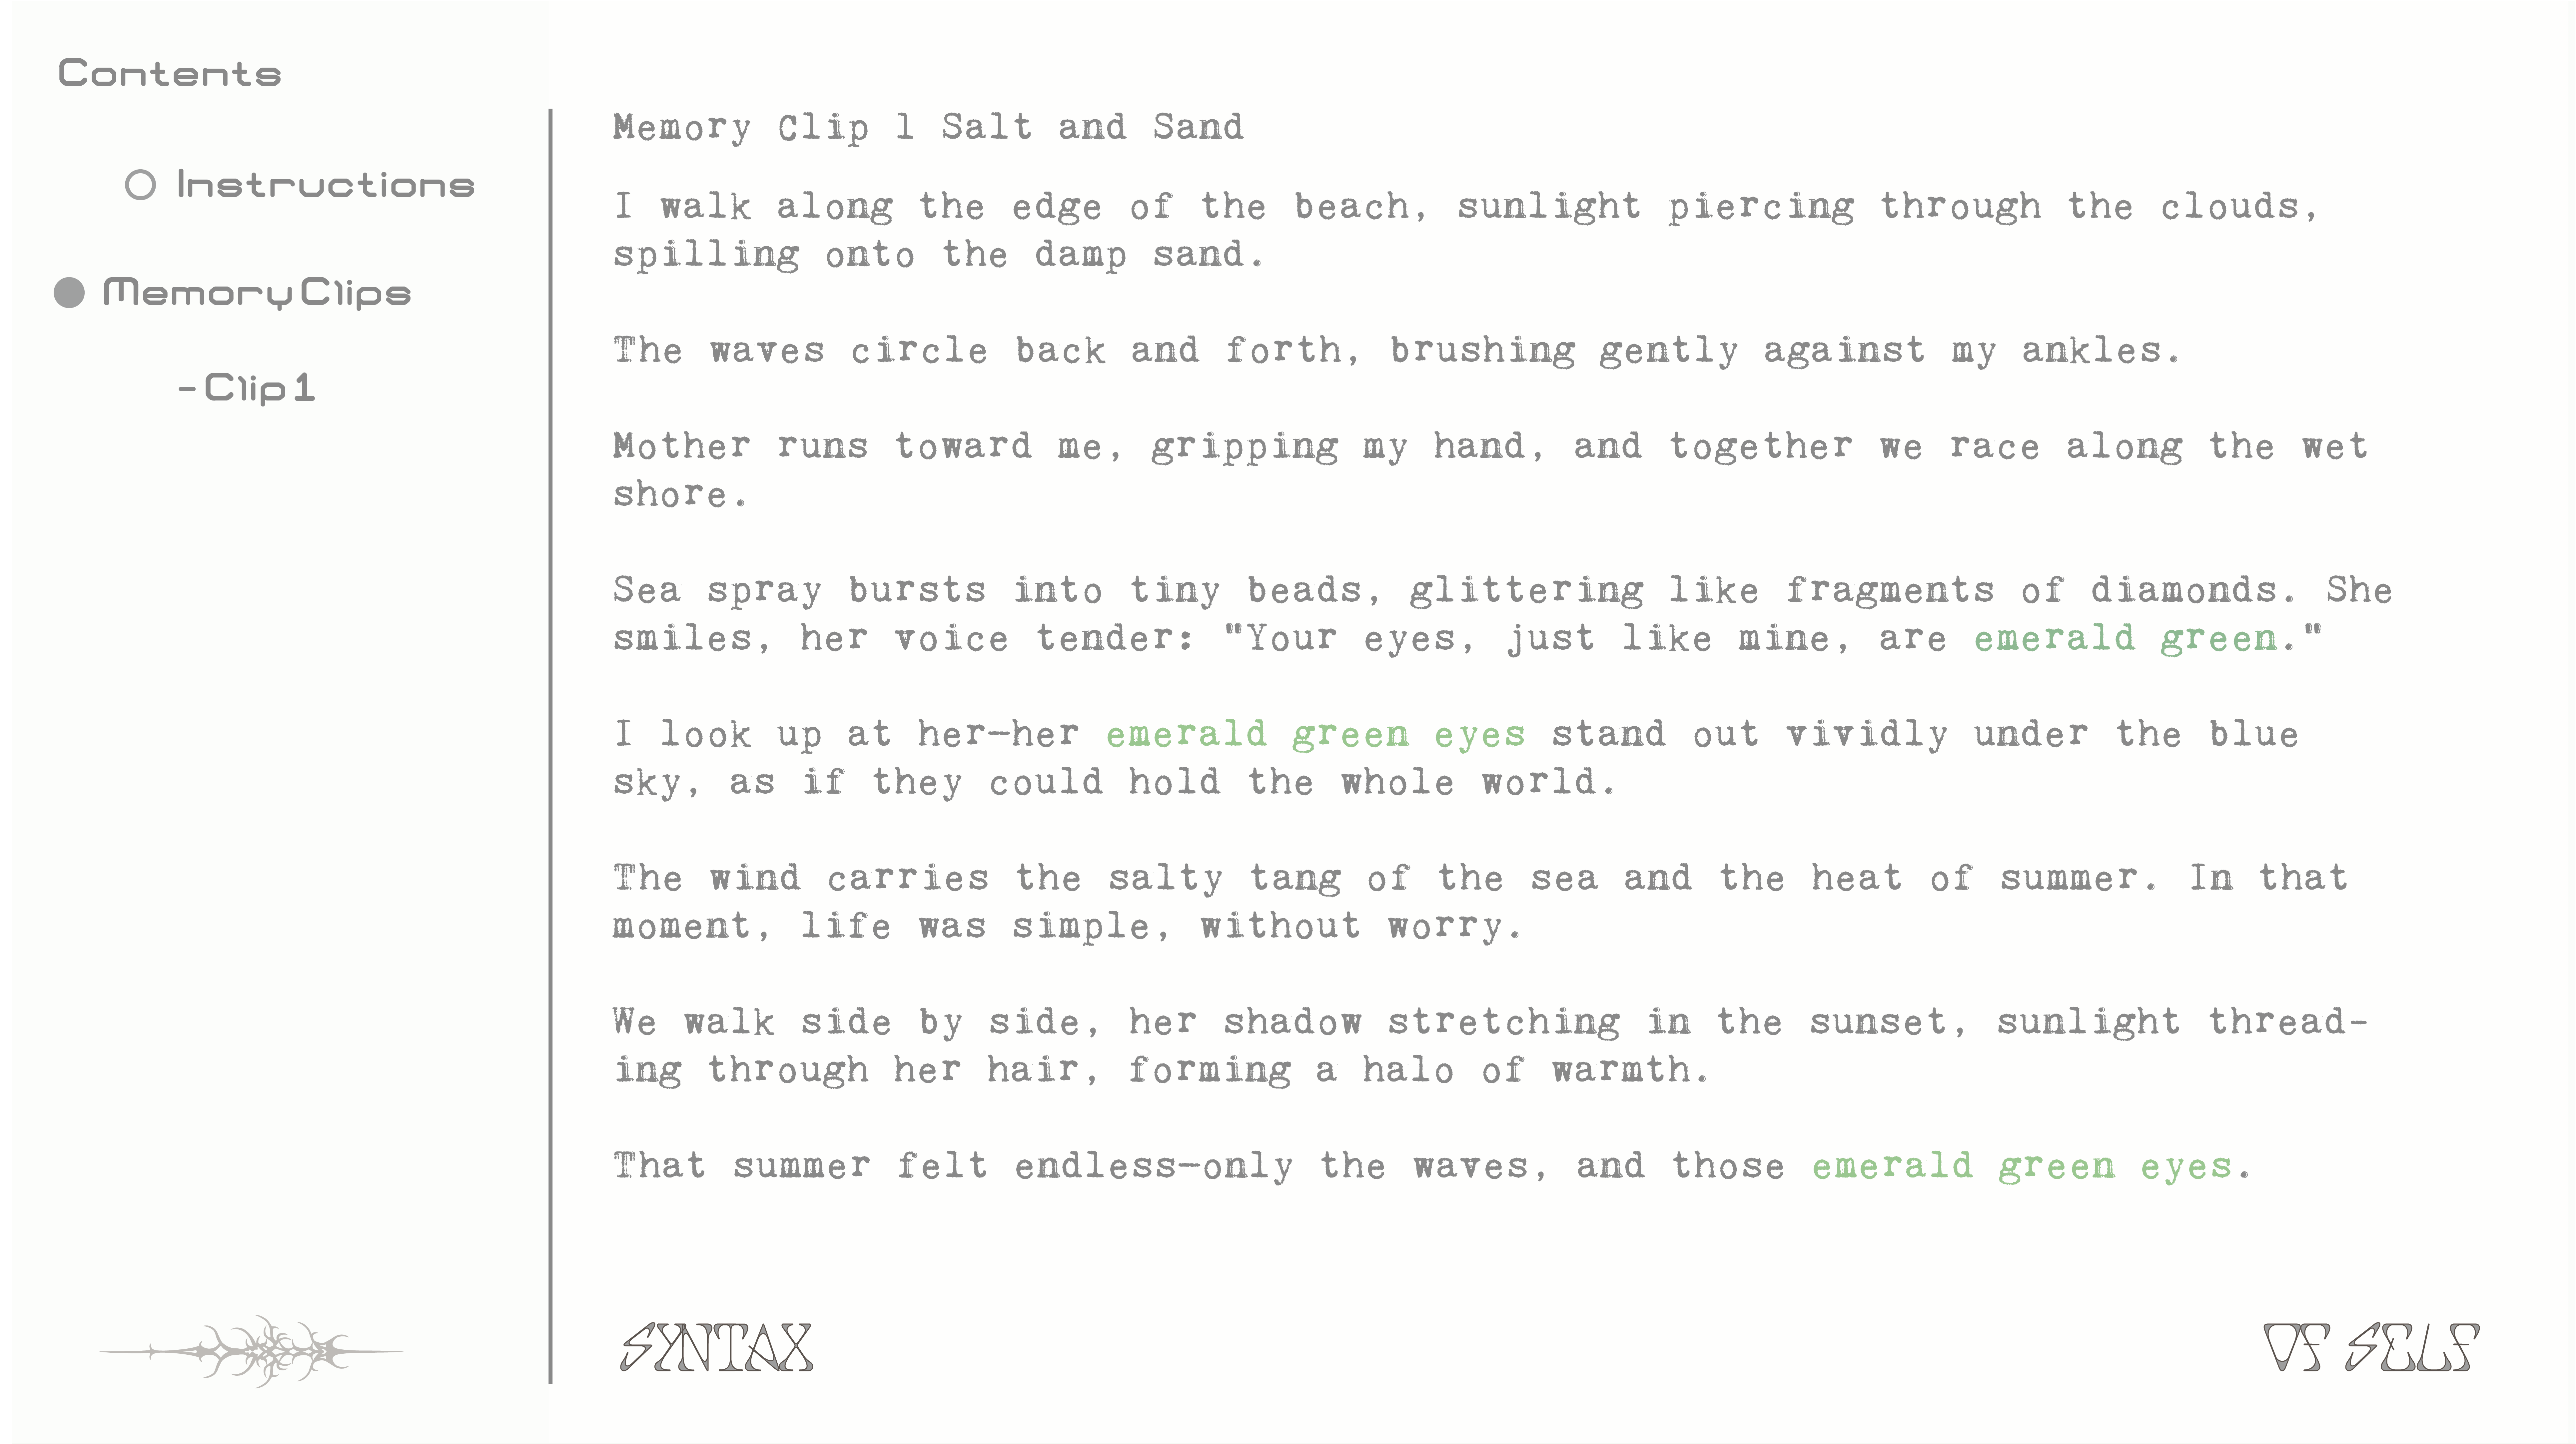 Contents
Instructions
Memory Clips
-Clip 1
Memory Clip 1 Salt and Sand
I walk along the edge of the beach, sunlight piercing through the clouds,
spilling onto the damp sand.
The waves circle back and forth, brushing gently against my ankles.
Mother runs toward me, gripping my hand, and together we race along the wet
shore.
Sea spray bursts into tiny beads, glittering like fragments of diamonds. She
smiles, her voice tender: "Your eyes, just like mine, are emerald green."
I look up at her—her emerald green eyes stand out vividly under the blue
sky, as if they could hold the whole world.
The wind carries the salty tang of the sea and the heat of summer. In that
moment, life was simple, without worry.
We walk side by side, her shadow stretching in the sunset, sunlight thread-
ing through her hair, forming a halo of warmth.
That summer felt endless—only the waves, and those emerald green eyes.
SYNTAX
OF SELF